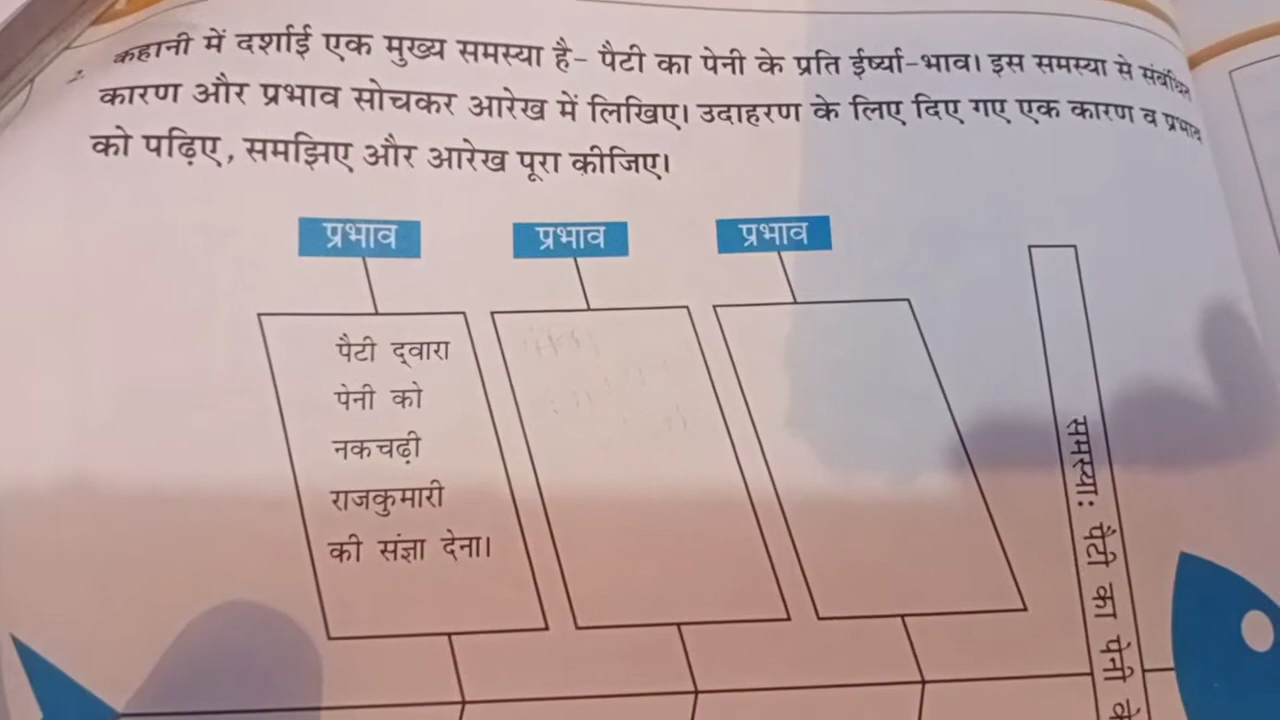 कहानी में दर्शाई एक मुख्य समस्या है- पैटी का पेनी के प्रति ईर्ष्या-भाव। इस समस्या से संबंधित
कारण और प्रभाव सोचकर आरेख में लिखिए। उदाहरण के लिए दिए गए एक कारण व प्रभाव
को पढ़िए, समझिए और आरेख पूरा कीजिए।
प्रभाव
प्रभाव
प्रभाव
पैटी द्वारा
पेनी को
नकचढ़ी
राजकुमारी
की संज्ञा देना।
समस्या: पैटी का पेनी